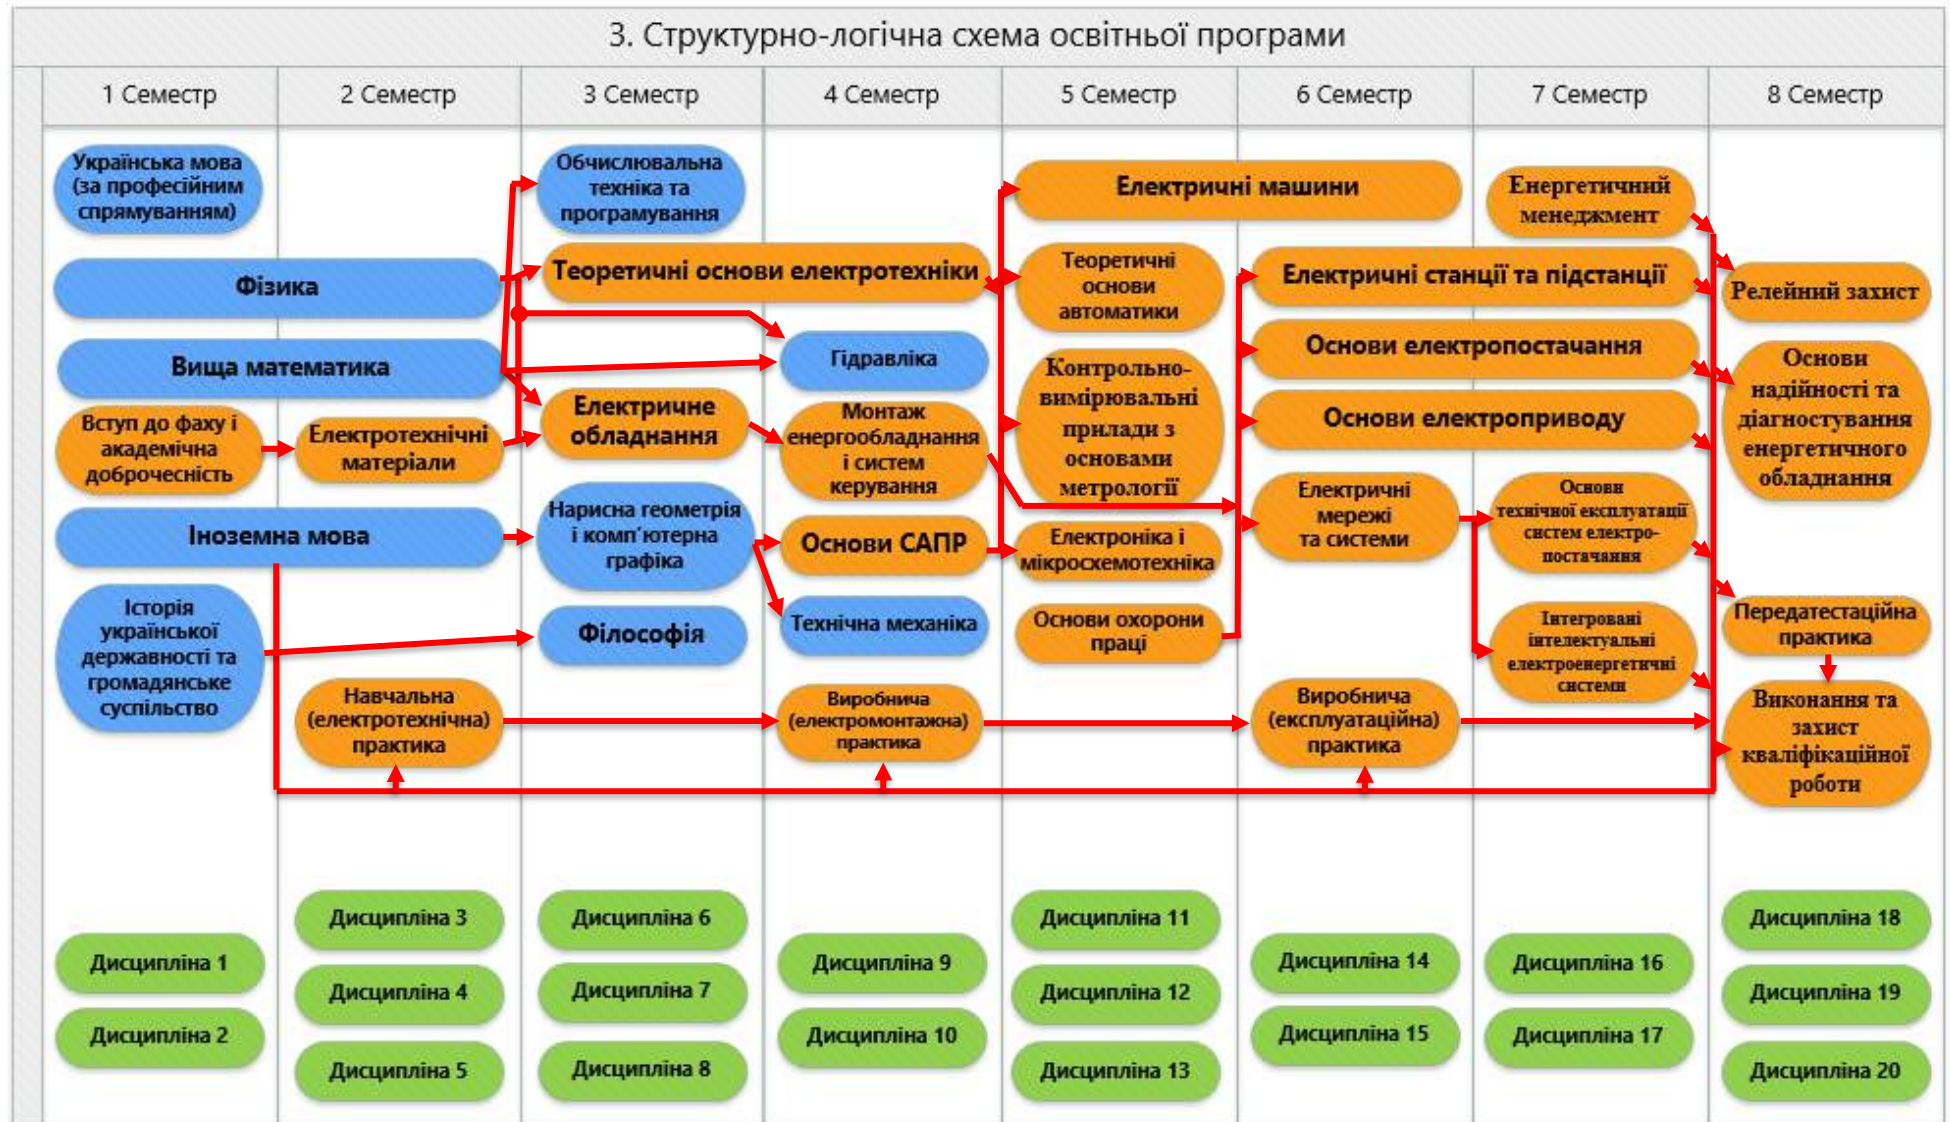 3. Структурно-логічна схема освітньої програми
1 Семестр
2 Семестр
3 Семестр
4 Семестр
5 Семестр
6 Семестр
7 Семестр
8 Семестр
Українська мова
(за професійним
спрямуванням)
Фізика
Вища математика
Вступ до фаху і
академічна
доброчесність
Іноземна мова
Історія
української
державності та
громадянське
суспільство
Електротехнічні
матеріали
Навчальна
(електротехнічна)
практика
Обчислювальна
техніка та
програмування
Теоретичні основи електротехніки
Електричне
обладнання
Нарисна геометрія
і комп’ютерна
графіка
Філософія
Гідравліка
Монтаж
енергообладнання
і систем
керування
Основи САПР
Технічна механіка
Виробнича
(електромонтажна)
практика
Електричні машини
Теоретичні
основи
автоматики
Контрольно-
вимірювальні
прилади з
основами
метрології
Електроніка і
мікросхемотехніка
Основи охорони
праці
Електричні станції та підстанції
Основи електропостачання
Основи електроприводу
Електричні
мережі
та системи
Виробнича
(експлуатаційна)
практика
Енергетичний
менеджмент
Основи
технічної експлуатації
систем електро-
постачання
Інтегровані
інтелектуальні
електроенергетичні
системи
Релейний захист
Основи
надійності та
діагностування
енергетичного
обладнання
Передатестаційна
практика
Виконання та
захист
кваліфікаційної
роботи
Дисципліна 1
Дисципліна 2
Дисципліна 3
Дисципліна 4
Дисципліна 5
Дисципліна 6
Дисципліна 7
Дисципліна 8
Дисципліна 9
Дисципліна 10
Дисципліна 11
Дисципліна 12
Дисципліна 13
Дисципліна 14
Дисципліна 15
Дисципліна 16
Дисципліна 17
Дисципліна 18
Дисципліна 19
Дисципліна 20